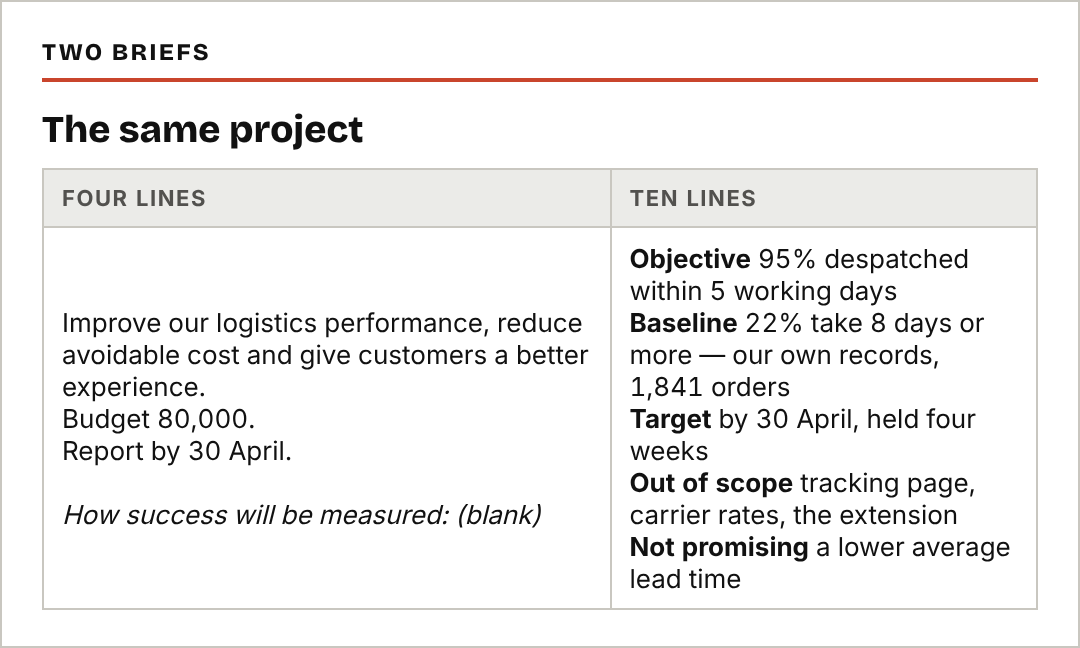 TWO BRIEFS
The same project
FOUR LINES
Improve our logistics performance, reduce
avoidable cost and give customers a better
experience.
Budget 80,000.
Report by 30 April.
How success will be measured: (blank)
TEN LINES
Objective 95% despatched
within 5 working days
Baseline 22% take 8 days or
more — our own records,
1,841 orders
Target by 30 April, held four
weeks
Out of scope tracking page,
carrier rates, the extension
Not promising a lower average
lead time